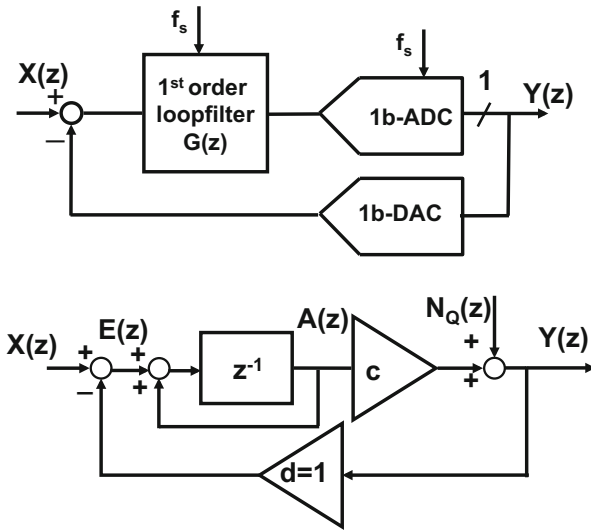 f_s
f_s
X(z)
+
−
1st order
loopfilter
G(z)
1b-ADC
1
Y(z)
1b-DAC
X(z)
+
−
E(z)
+
+
z-1
A(z)
c
N_Q(z)
+
+
Y(z)
d=1